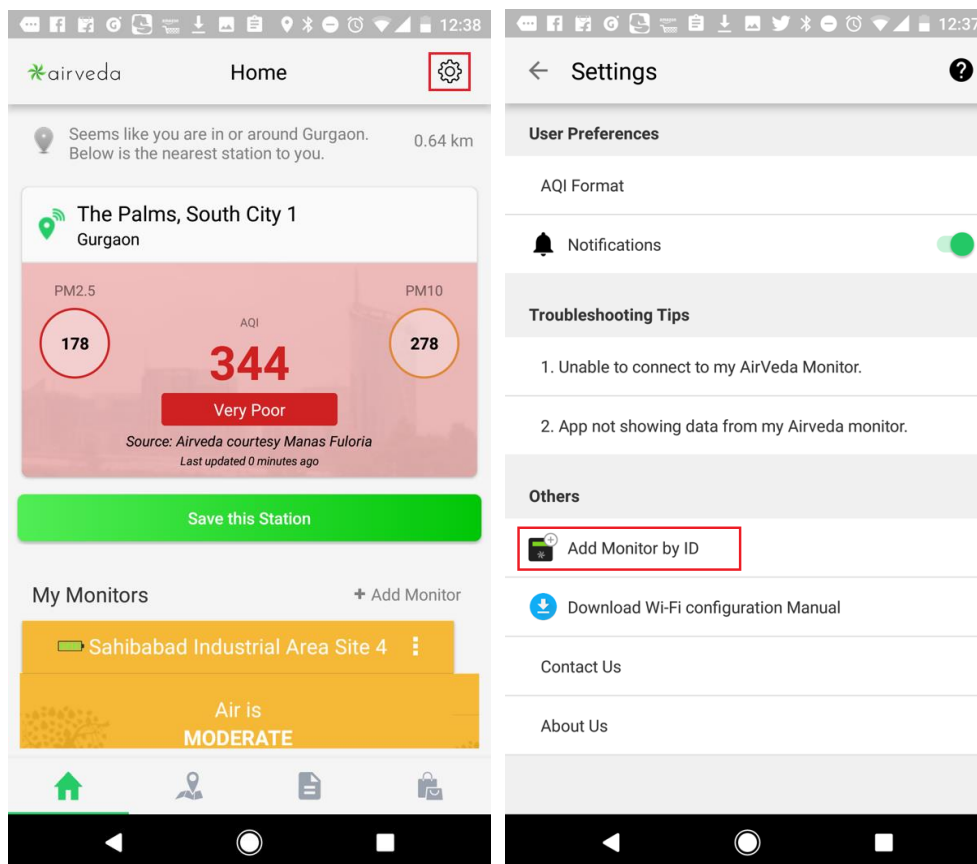 12:38
airveda
Home
Seems like you are in or around Gurgaon.
Below is the nearest station to you.
0.64 km
The Palms, South City 1
Gurgaon
PM2.5
178
AQI
344
Very Poor
PM10
278
Source: Airveda courtesy Manas Fuloria
Last updated 0 minutes ago
Save this Station
My Monitors
+ Add Monitor
Sahibabad Industrial Area Site 4
Air is
MODERATE
12:37
Settings
?
User Preferences
AQI Format
Notifications
Troubleshooting Tips
1. Unable to connect to my AirVeda Monitor.
2. App not showing data from my Airveda monitor.
Others
Add Monitor by ID
Download Wi-Fi configuration Manual
Contact Us
About Us